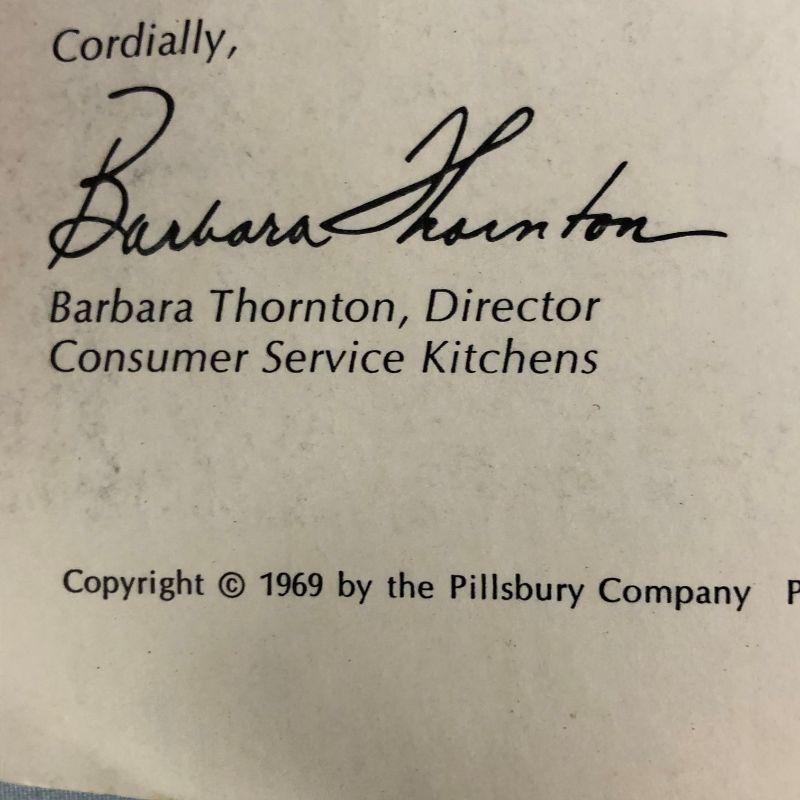 Cordially,
Barbara Thornton
Barbara Thornton, Director
Consumer Service Kitchens
Copyright © 1969 by the Pillsbury Company P